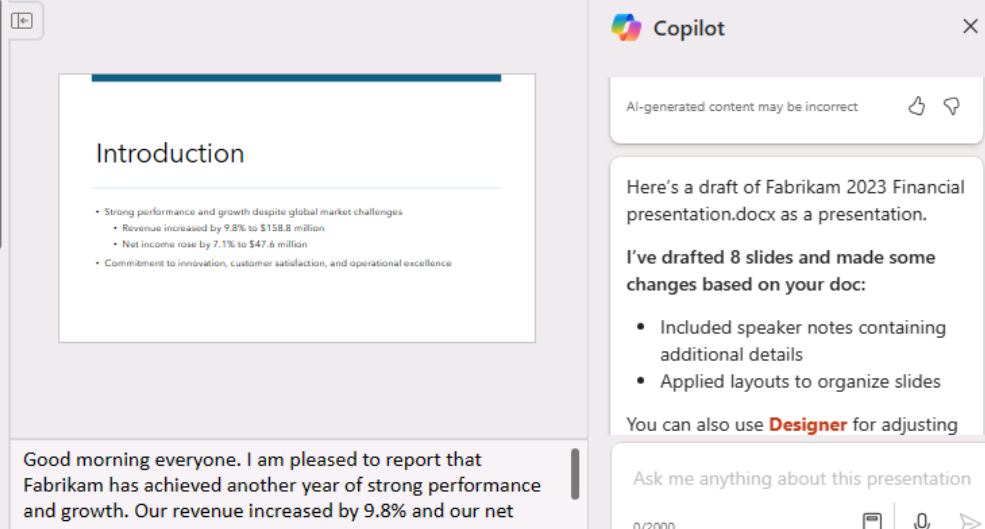 Introduction
• Strong performance and growth despite global market challenges
• Revenue increased by 9.8% to $158.8 million
• Net income rose by 7.1% to $47.6 million
• Commitment to innovation, customer satisfaction, and operational excellence
Good morning everyone. I am pleased to report that
Fabrikam has achieved another year of strong performance
and growth. Our revenue increased by 9.8% and our net
Copilot
AI-generated content may be incorrect
Here's a draft of Fabrikam 2023 Financial
presentation.docx as a presentation.
I've drafted 8 slides and made some
changes based on your doc:
• Included speaker notes containing
additional details
• Applied layouts to organize slides
You can also use Designer for adjusting
Ask me anything about this presentation
0/2000